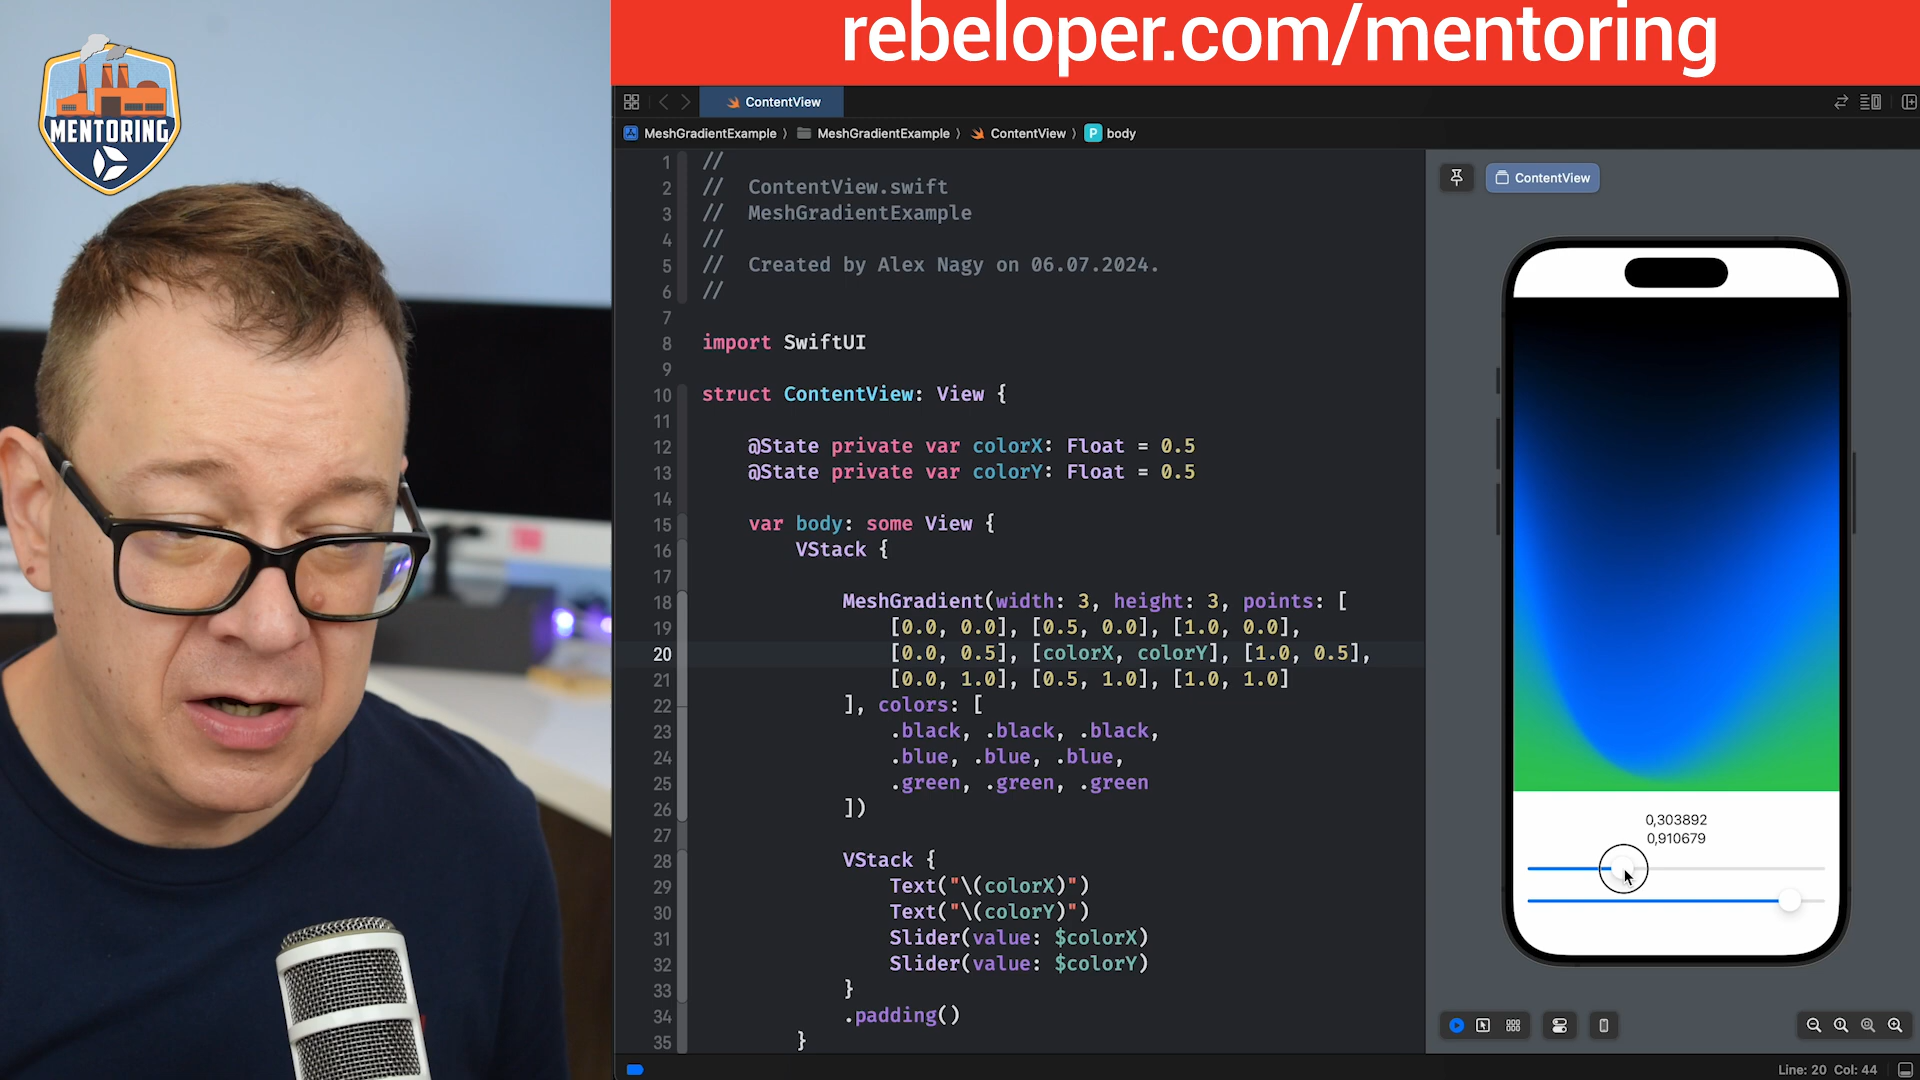 rebeloper.com/mentoring
MENTORING
ContentView
MeshGradientExample
MeshGradientExample
ContentView
P body
1 //
2 // ContentView.swift
3 // MeshGradientExample
4 //
5 // Created by Alex Nagy on 06.07.2024.
6 //
7
8 import SwiftUI
9
10 struct ContentView: View {
11
12 @State private var colorX: Float = 0.5
13 @State private var colorY: Float = 0.5
14
15 var body: some View {
16 VStack {
17
18 MeshGradient(width: 3, height: 3, points: [
19 [0.0, 0.0], [0.5, 0.0], [1.0, 0.0],
20 [0.0, 0.5], [colorX, colorY], [1.0, 0.5],
21 [0.0, 1.0], [0.5, 1.0], [1.0, 1.0]
22 ], colors: [
23 .black, .black, .black,
24 .blue, .blue, .blue,
25 .green, .green, .green
26 ])
27
28 VStack {
29 Text("\(colorX)")
30 Text("\(colorY)")
31 Slider(value: $colorX)
32 Slider(value: $colorY)
33 }
34 .padding()
35 }
ContentView
0,303892
0,910679
Line: 20 Col: 44